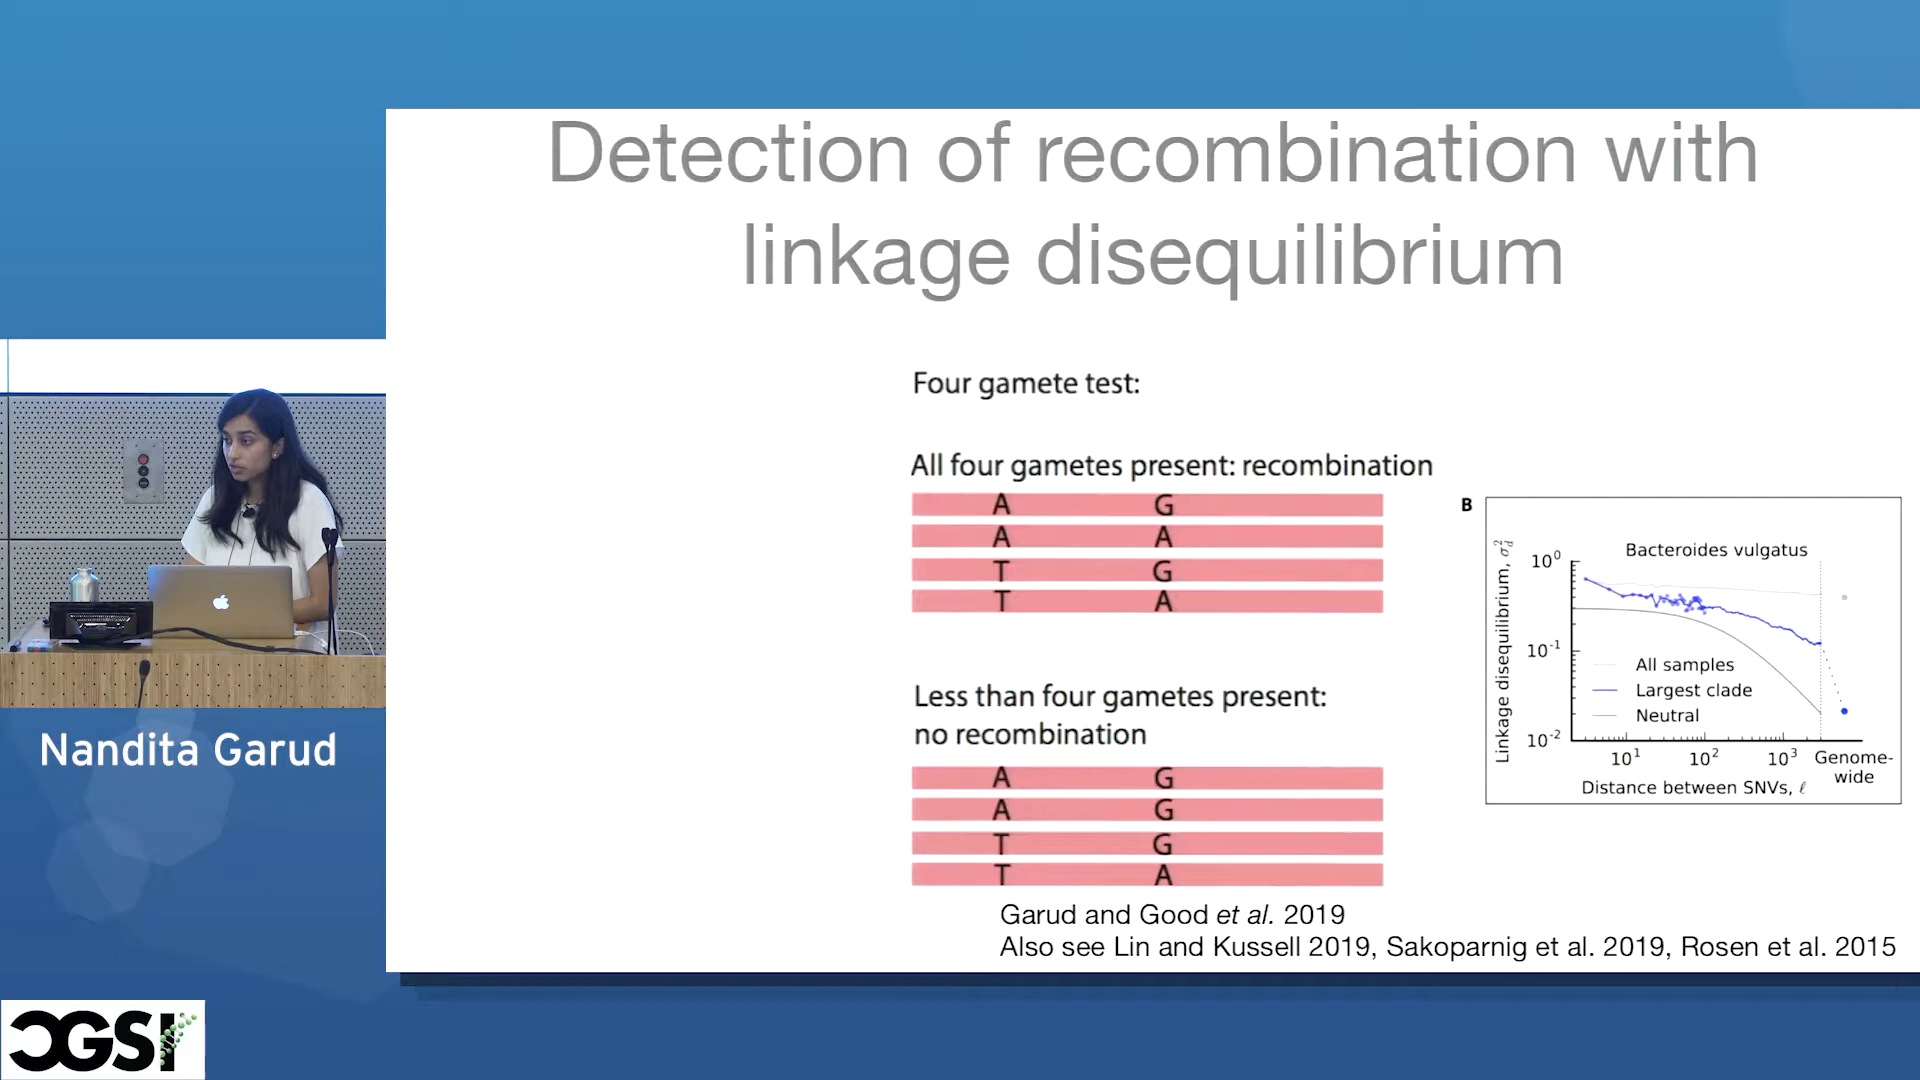 Detection of recombination with
linkage disequilibrium
Four gamete test:
All four gametes present: recombination
A G
A A
T G
T A
Less than four gametes present:
no recombination
A G
A G
T G
T A
B
Bacteroides vulgatus
Linkage disequilibrium, σ²d
10⁰
10⁻¹
10⁻²
All samples
Largest clade
Neutral
10¹ 10² 10³ Genome-
wide
Distance between SNVs, ℓ
Garud and Good et al. 2019
Also see Lin and Kussell 2019, Sakoparnig et al. 2019, Rosen et al. 2015
Nandita Garud
CGSI